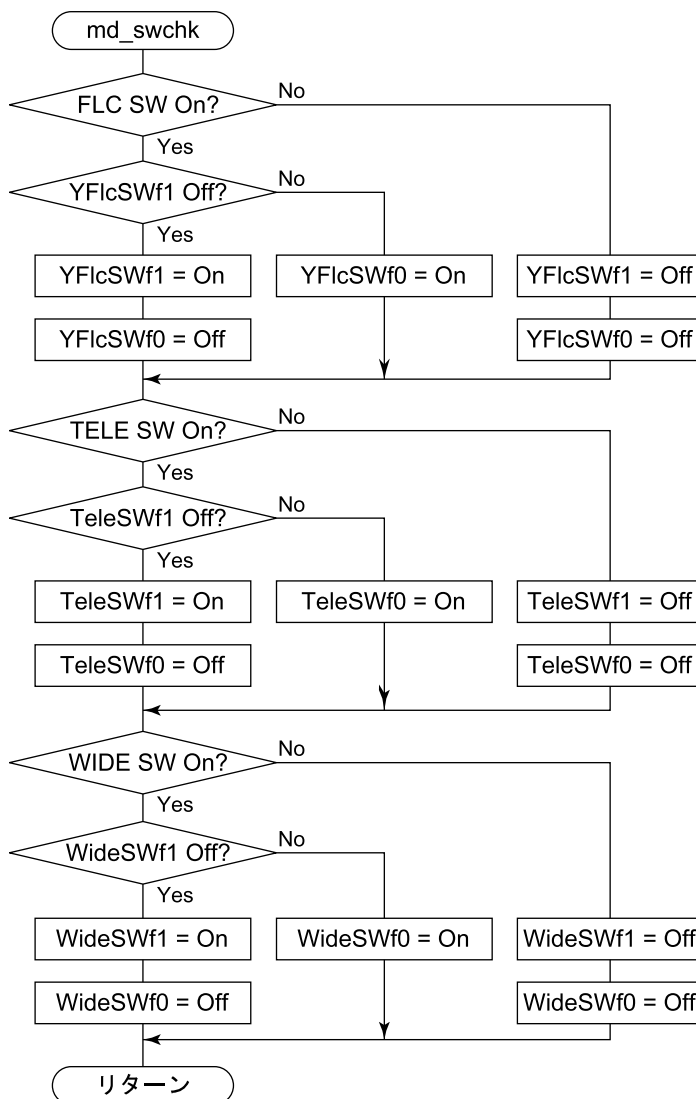 md_swchk
FLC SW On?
No
Yes
YFlcSWf1 Off?
No
Yes
YFlcSWf1 = On
YFlcSWf0 = On
YFlcSWf1 = Off
YFlcSWf0 = Off
YFlcSWf0 = Off
TELE SW On?
No
Yes
TeleSWf1 Off?
No
Yes
TeleSWf1 = On
TeleSWf0 = On
TeleSWf1 = Off
TeleSWf0 = Off
TeleSWf0 = Off
WIDE SW On?
No
Yes
WideSWf1 Off?
No
Yes
WideSWf1 = On
WideSWf0 = On
WideSWf1 = Off
WideSWf0 = Off
WideSWf0 = Off
リターン